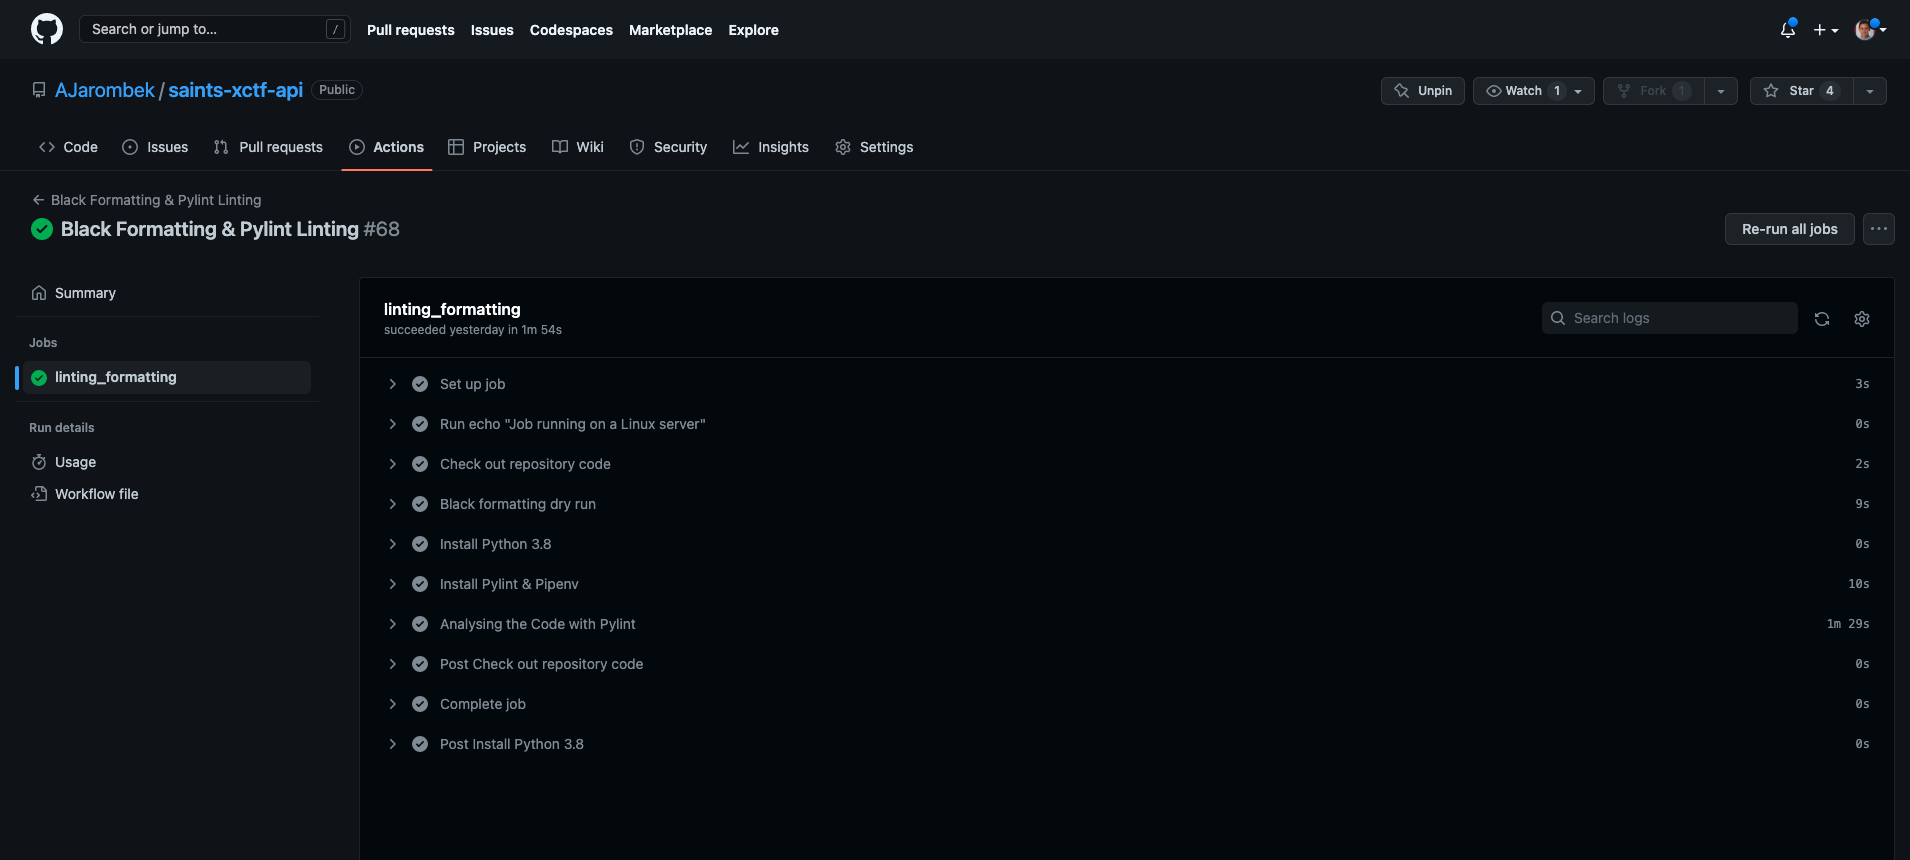 Search or jump to... / Pull requests Issues Codespaces Marketplace Explore
AJarombek / saints-xctf-api Public Unpin Watch 1 Fork 1 Star 4
Code Issues Pull requests Actions Projects Wiki Security Insights Settings
← Black Formatting & Pylint Linting
Black Formatting & Pylint Linting #68
Re-run all jobs ...
Summary
Jobs
linting_formatting
Run details
Usage
Workflow file
linting_formatting
succeeded yesterday in 1m 54s
Search logs
Set up job 3s
Run echo "Job running on a Linux server" 0s
Check out repository code 2s
Black formatting dry run 9s
Install Python 3.8 0s
Install Pylint & Pipenv 10s
Analysing the Code with Pylint 1m 29s
Post Check out repository code 0s
Complete job 0s
Post Install Python 3.8 0s